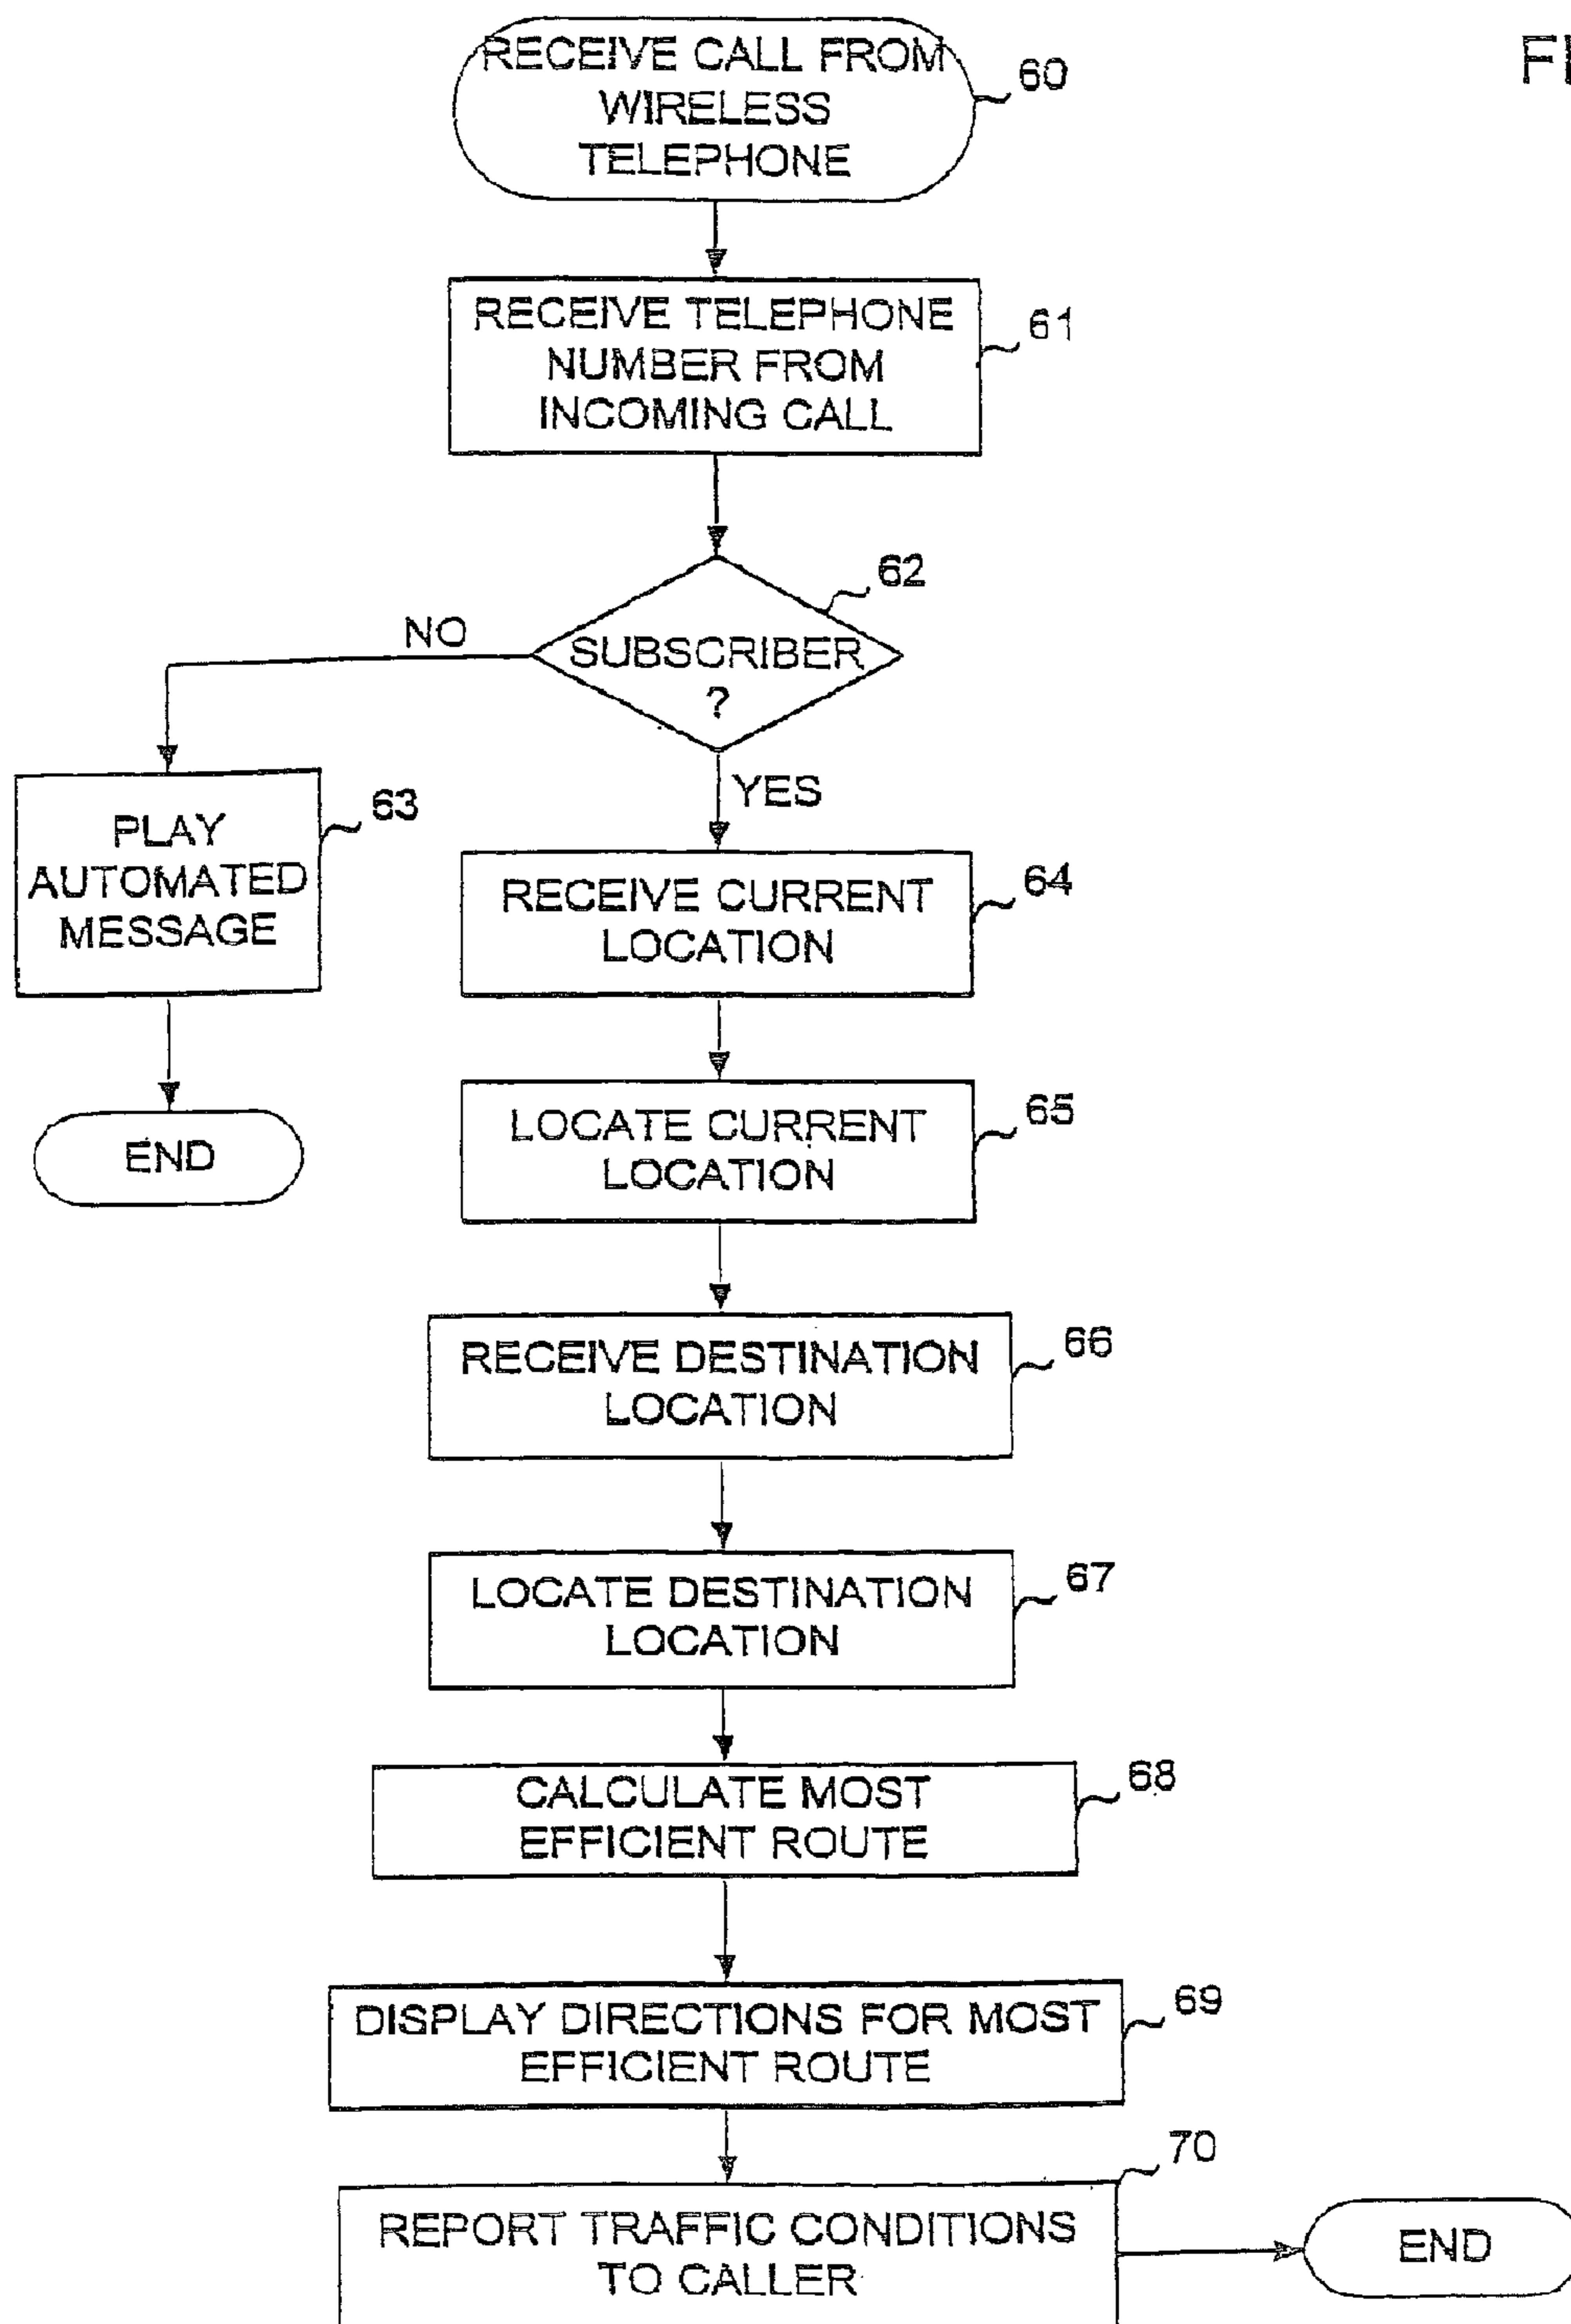 RECEIVE CALL FROM
WIRELESS
TELEPHONE
60
RECEIVE TELEPHONE
NUMBER FROM
INCOMING CALL
61
SUBSCRIBER
?
62
NO
YES
PLAY
AUTOMATED
MESSAGE
63
END
RECEIVE CURRENT
LOCATION
64
LOCATE CURRENT
LOCATION
65
RECEIVE DESTINATION
LOCATION
66
LOCATE DESTINATION
LOCATION
67
CALCULATE MOST
EFFICIENT ROUTE
68
DISPLAY DIRECTIONS FOR MOST
EFFICIENT ROUTE
69
REPORT TRAFFIC CONDITIONS
TO CALLER
70
END